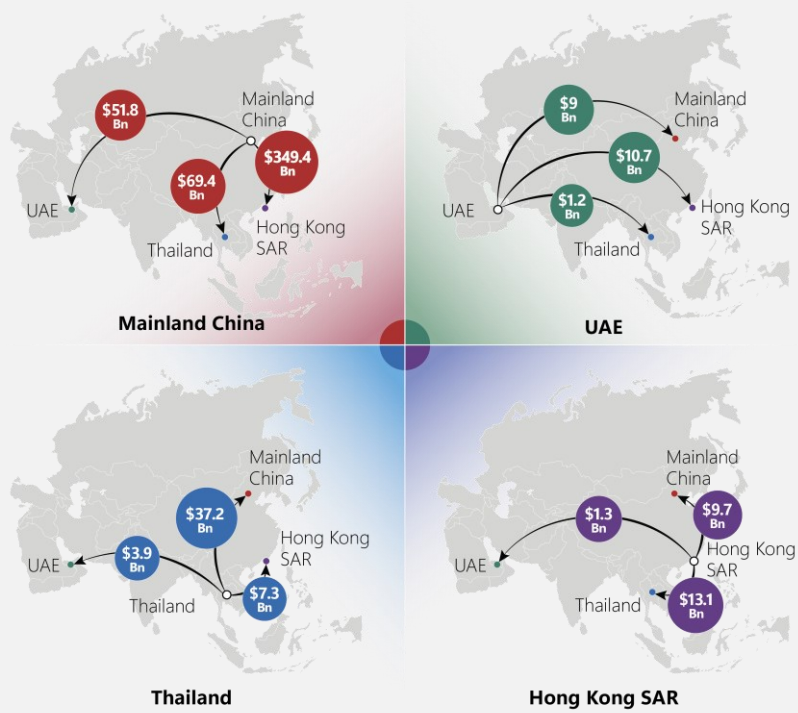 $51.8
Bn
Mainland
China
$349.4
Bn
$69.4
Bn
UAE
Hong Kong
SAR
Thailand
Mainland China
$9
Bn
Mainland
China
$10.7
Bn
$1.2
Bn
UAE
Hong Kong
SAR
Thailand
UAE
Mainland
China
$37.2
Bn
Hong Kong
SAR
$3.9
Bn
UAE
$7.3
Bn
Thailand
Thailand
Mainland
China
$1.3
Bn
$9.7
Bn
Hong Kong
SAR
UAE
$13.1
Bn
Thailand
Hong Kong SAR